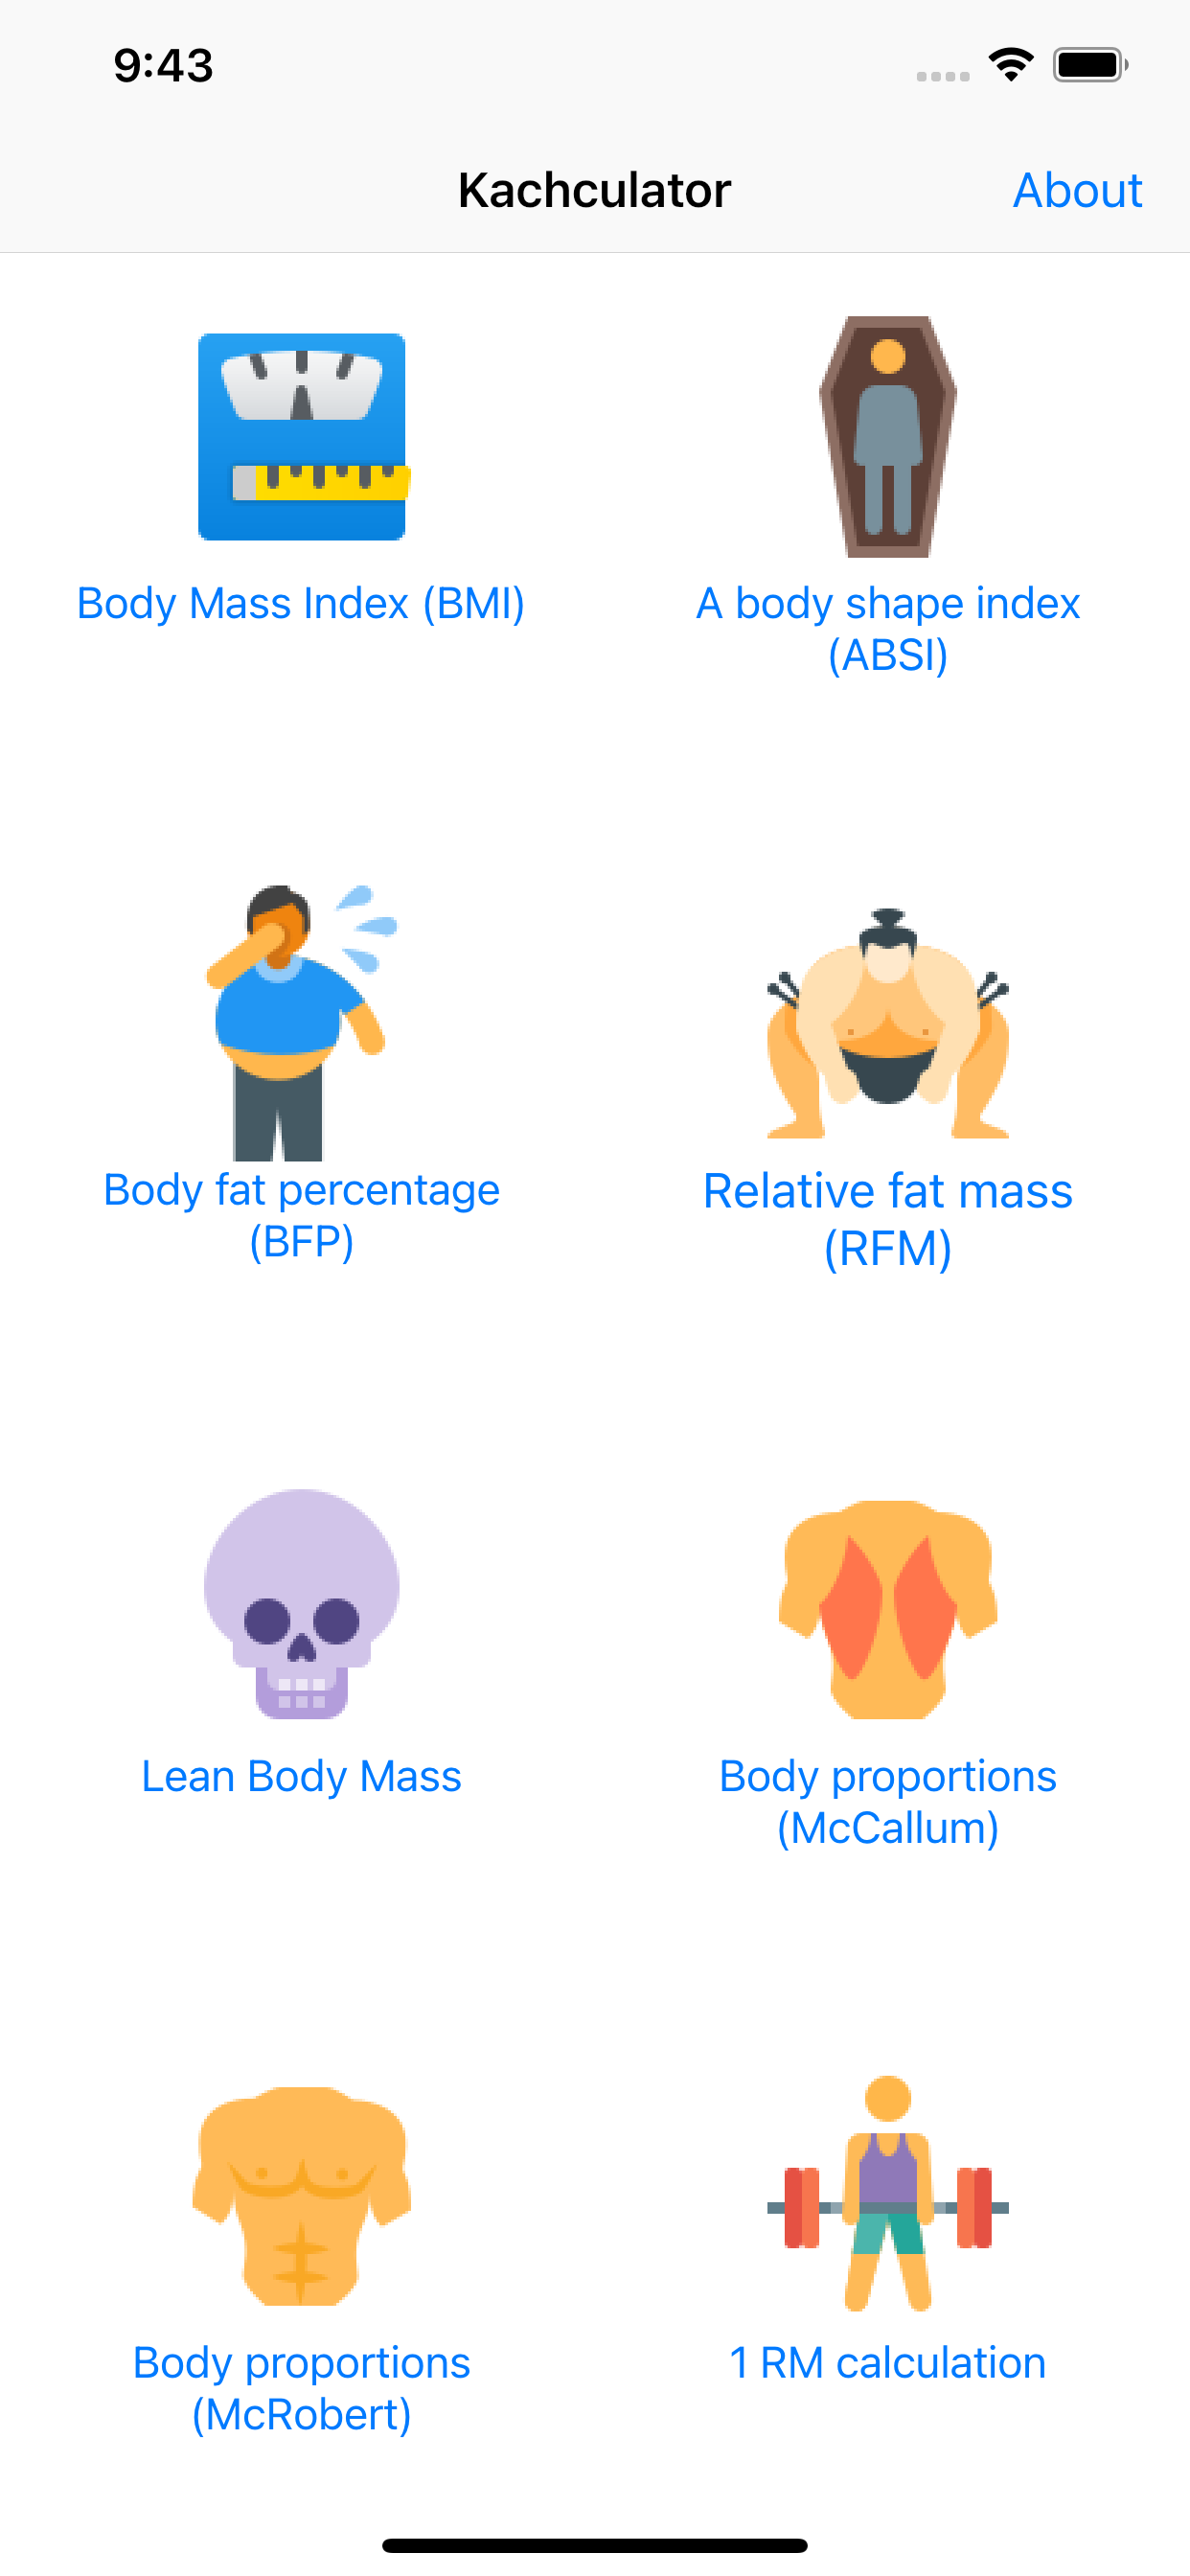 9:43
Kachculator
About
Body Mass Index (BMI)
A body shape index
(ABSI)
Body fat percentage
(BFP)
Relative fat mass
(RFM)
Lean Body Mass
Body proportions
(McCallum)
Body proportions
(McRobert)
1 RM calculation